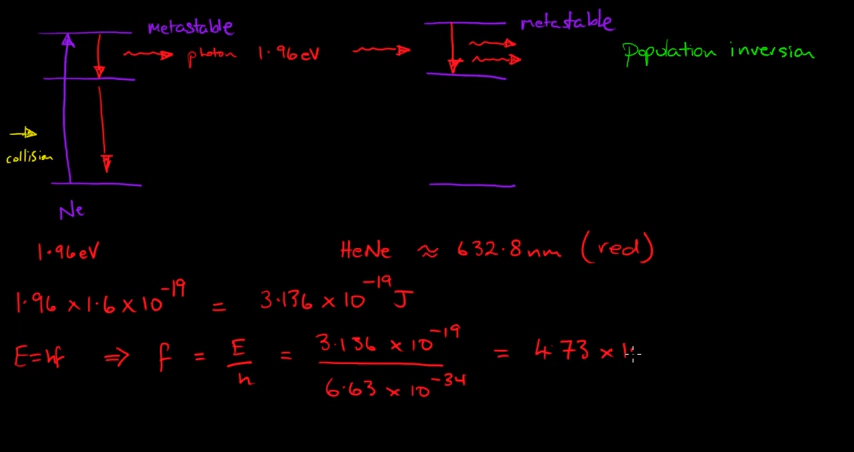 metastable
photon 1.96eV
metastable
Population inversion
collision
Ne
1.96eV
HeNe ≈ 632.8nm (red)
1.96 × 1.6 × 10⁻¹⁹ = 3.136 × 10⁻¹⁹ J
E=hf ⇒ f = E/h = 3.136 × 10⁻¹⁹ / 6.63 × 10⁻³⁴ = 4.73 ×